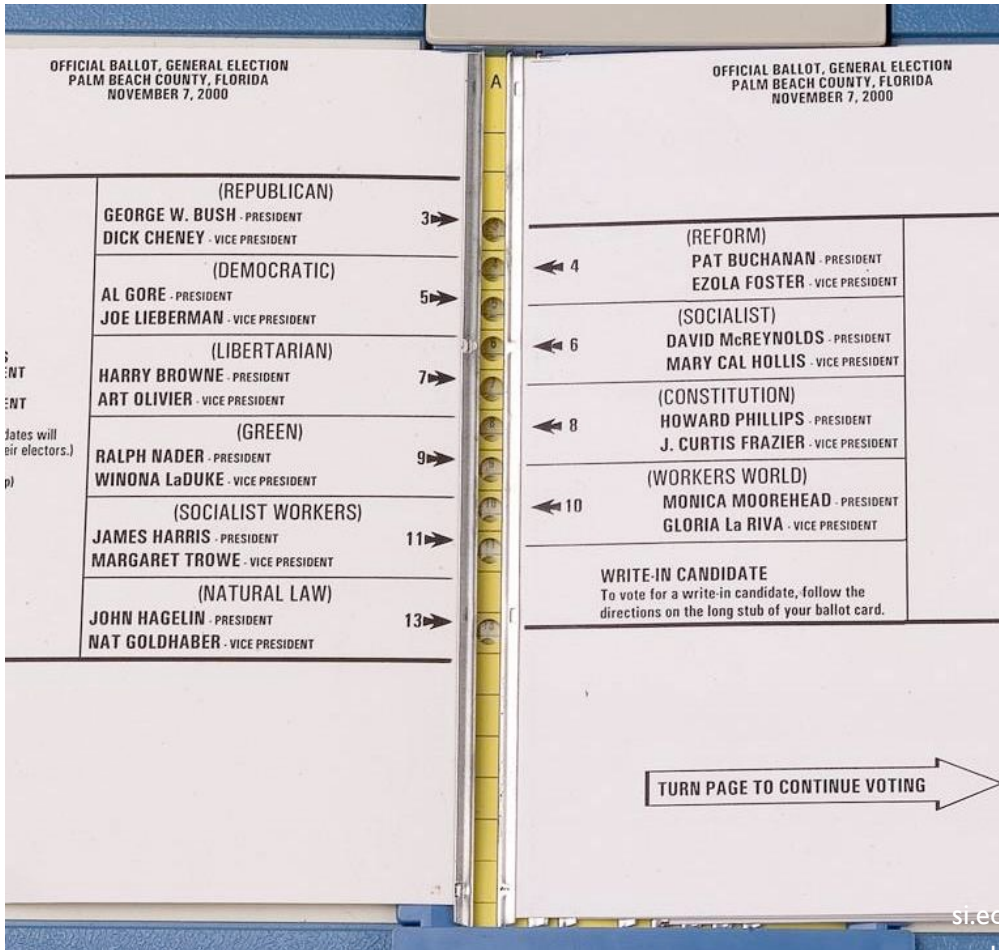 OFFICIAL BALLOT, GENERAL ELECTION
PALM BEACH COUNTY, FLORIDA
NOVEMBER 7, 2000
ENT
ENT
dates will
eir electors.)
p)
(REPUBLICAN)
GEORGE W. BUSH - PRESIDENT
DICK CHENEY - VICE PRESIDENT
3
(DEMOCRATIC)
AL GORE - PRESIDENT
JOE LIEBERMAN - VICE PRESIDENT
5
(LIBERTARIAN)
HARRY BROWNE - PRESIDENT
ART OLIVIER - VICE PRESIDENT
7
(GREEN)
RALPH NADER - PRESIDENT
WINONA LaDUKE - VICE PRESIDENT
9
(SOCIALIST WORKERS)
JAMES HARRIS - PRESIDENT
MARGARET TROWE - VICE PRESIDENT
11
(NATURAL LAW)
JOHN HAGELIN - PRESIDENT
NAT GOLDHABER - VICE PRESIDENT
13
A
OFFICIAL BALLOT, GENERAL ELECTION
PALM BEACH COUNTY, FLORIDA
NOVEMBER 7, 2000
(REFORM)
4 PAT BUCHANAN - PRESIDENT
EZOLA FOSTER - VICE PRESIDENT
(SOCIALIST)
6 DAVID McREYNOLDS - PRESIDENT
MARY CAL HOLLIS - VICE PRESIDENT
(CONSTITUTION)
8 HOWARD PHILLIPS - PRESIDENT
J. CURTIS FRAZIER - VICE PRESIDENT
(WORKERS WORLD)
10 MONICA MOOREHEAD - PRESIDENT
GLORIA La RIVA - VICE PRESIDENT
WRITE-IN CANDIDATE
To vote for a write-in candidate, follow the
directions on the long stub of your ballot card.
TURN PAGE TO CONTINUE VOTING